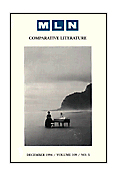 MLN
COMPARATIVE LITERATURE
DECEMBER 1994 / VOLUME 109 / NO. 5